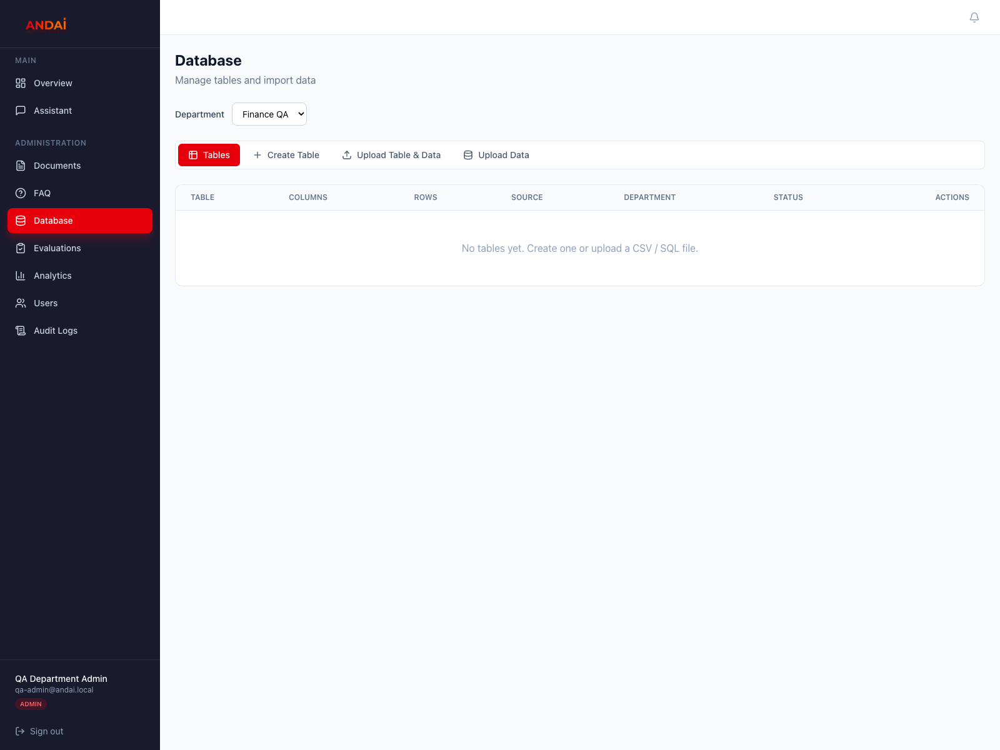 ANDAi
MAIN
Overview
Assistant
ADMINISTRATION
Documents
FAQ
Database
Evaluations
Analytics
Users
Audit Logs
QA Department Admin
qa-admin@andai.local
ADMIN
Sign out
Database
Manage tables and import data
Department Finance QA
Tables Create Table Upload Table & Data Upload Data
TABLE COLUMNS ROWS SOURCE DEPARTMENT STATUS ACTIONS
No tables yet. Create one or upload a CSV / SQL file.